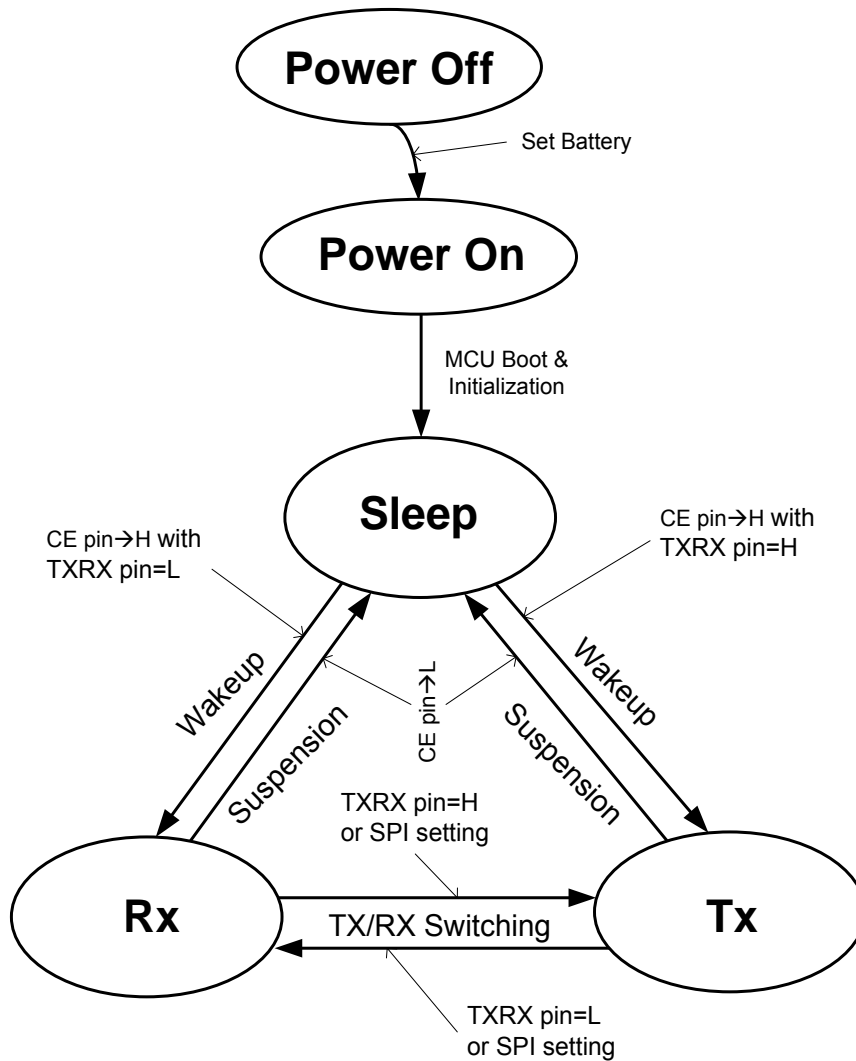 Power Off
Set Battery
Power On
MCU Boot &
Initialization
Sleep
CE pin→H with
TXRX pin=L
CE pin→H with
TXRX pin=H
Wakeup
Suspension
CE pin→L
Suspension
Wakeup
TXRX pin=H
or SPI setting
Rx
TX/RX Switching
Tx
TXRX pin=L
or SPI setting